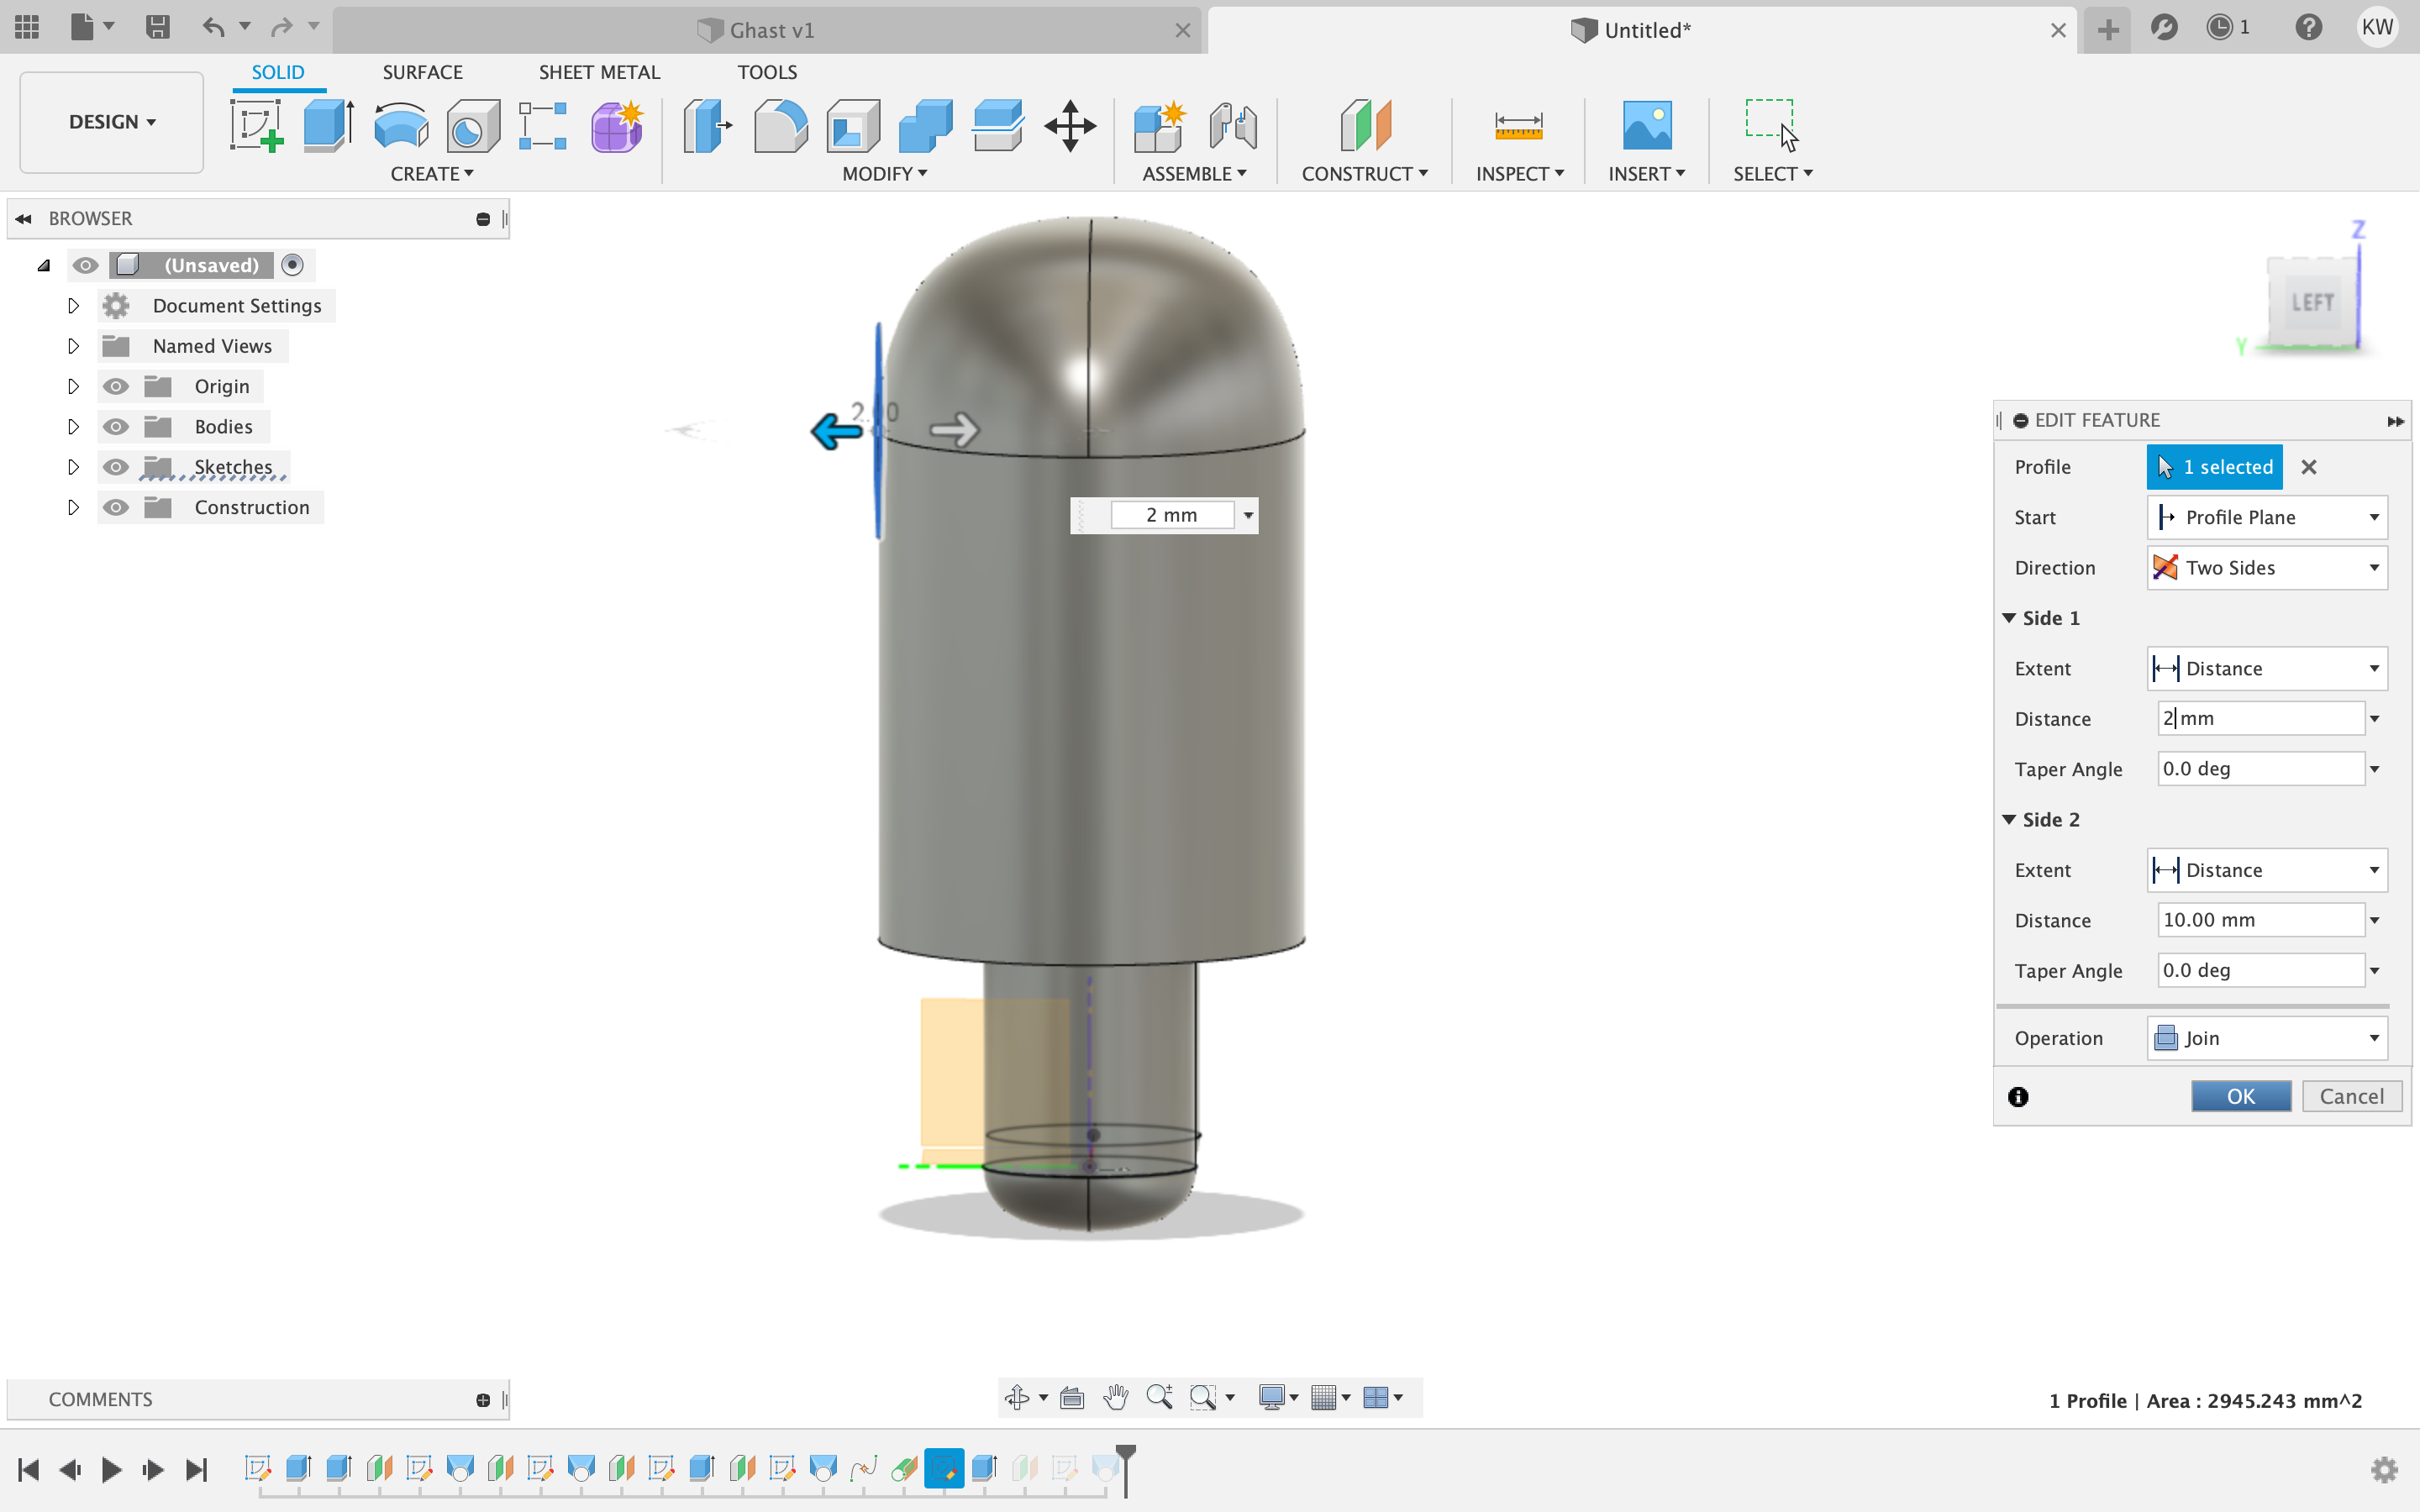 Ghast v1
Untitled*
1
KW
DESIGN
SOLID
SURFACE
SHEET METAL
TOOLS
CREATE
MODIFY
ASSEMBLE
CONSTRUCT
INSPECT
INSERT
SELECT
BROWSER
(Unsaved)
Document Settings
Named Views
Origin
Bodies
Sketches
Construction
Z
LEFT
Y
2 mm
EDIT FEATURE
Profile
1 selected
Start
Profile Plane
Direction
Two Sides
Side 1
Extent
Distance
Distance
2 mm
Taper Angle
0.0 deg
Side 2
Extent
Distance
Distance
10.00 mm
Taper Angle
0.0 deg
Operation
Join
OK
Cancel
COMMENTS
1 Profile | Area : 2945.243 mm^2